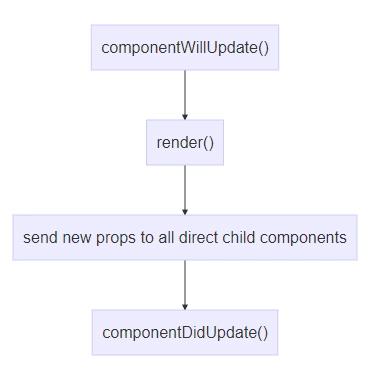 componentWillUpdate()
render()
send new props to all direct child components
componentDidUpdate()